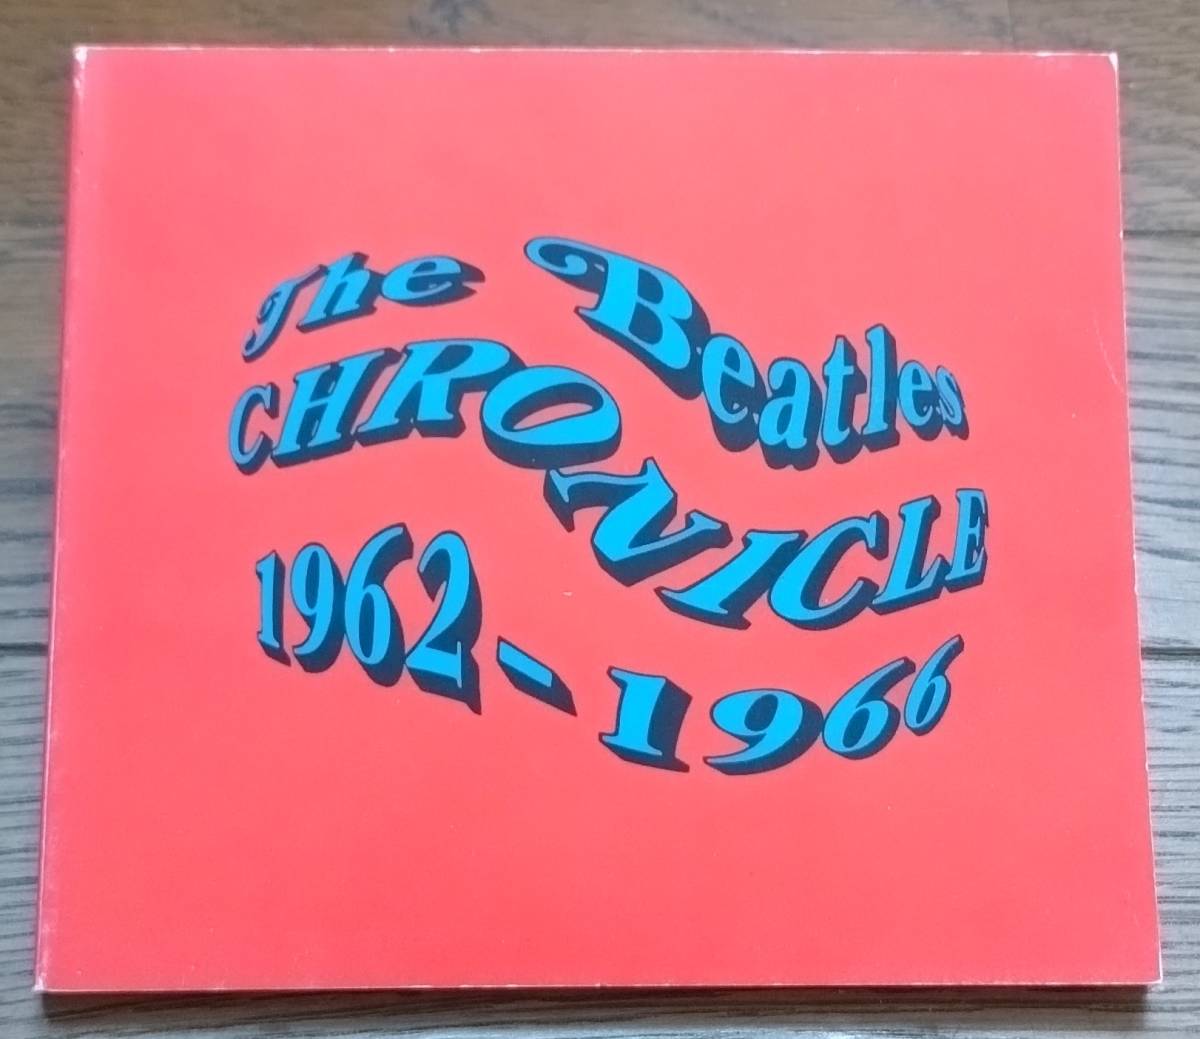 The Beatles
CHRONICLE
1962-1966